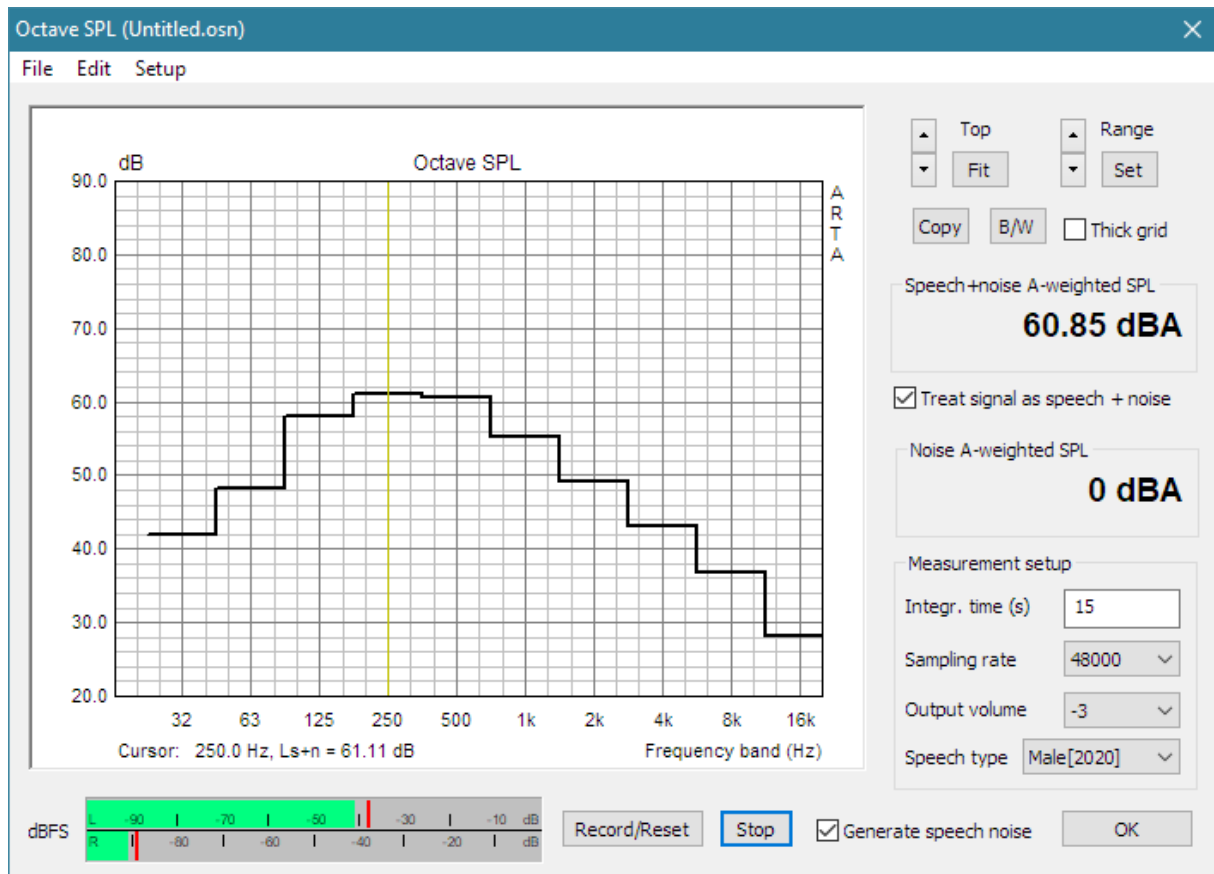 Octave SPL (Untitled.osn)
File Edit Setup
dB
Octave SPL
90.0
80.0
70.0
60.0
50.0
40.0
30.0
20.0
A
R
T
A
32 63 125 250 500 1k 2k 4k 8k 16k
Cursor: 250.0 Hz, Ls+n = 61.11 dB
Frequency band (Hz)
Top
Range
Fit
Set
Copy
B/W
Thick grid
Speech+noise A-weighted SPL
60.85 dBA
Treat signal as speech + noise
Noise A-weighted SPL
0 dBA
Measurement setup
Integr. time (s) 15
Sampling rate 48000
Output volume -3
Speech type Male[2020]
dBFS
L -90 -70 -50 -30 -10 dB
R -80 -60 -40 -20 dB
Record/Reset
Stop
Generate speech noise
OK